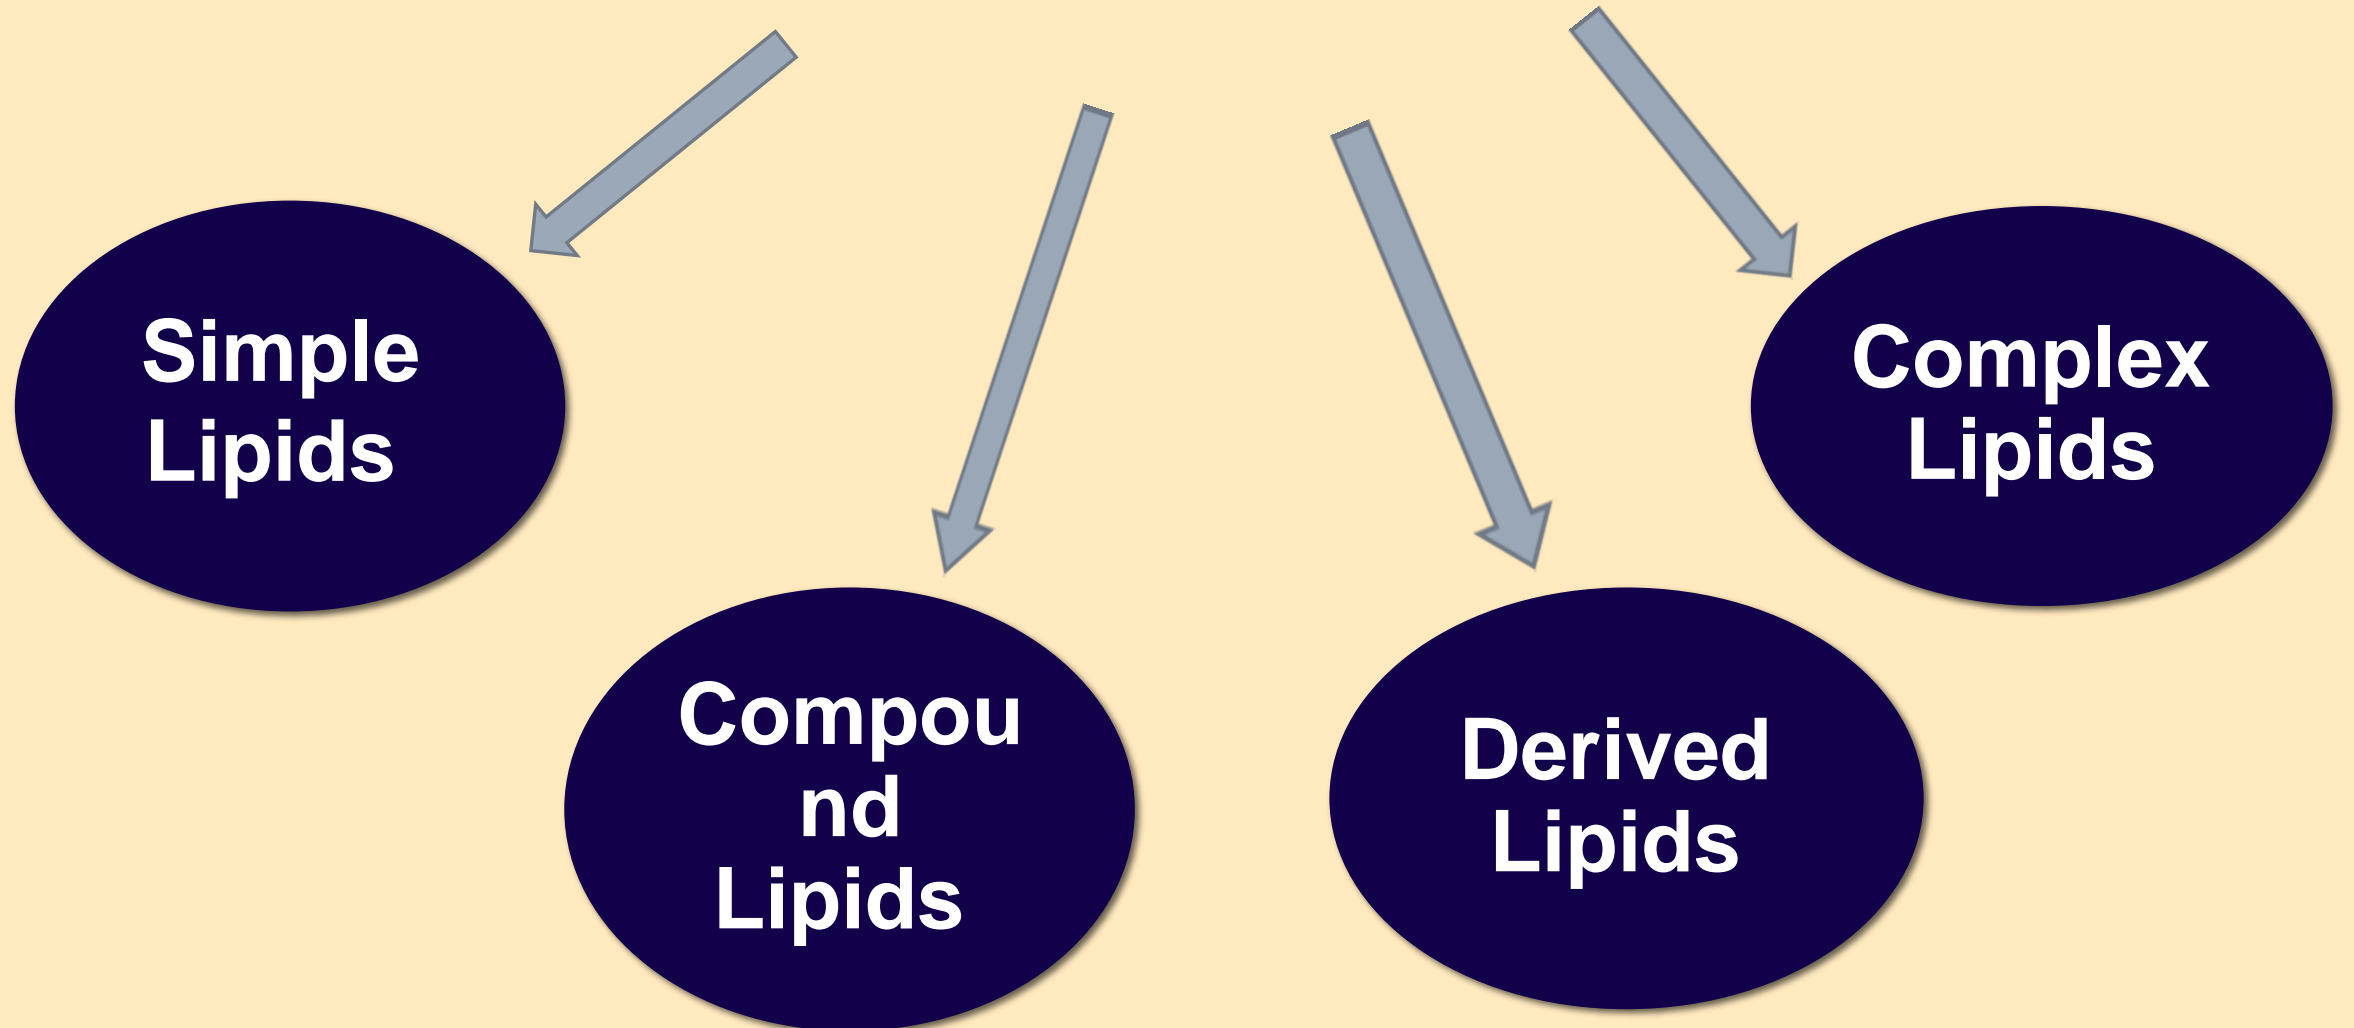 Simple
Lipids
Compou
nd
Lipids
Derived
Lipids
Complex
Lipids